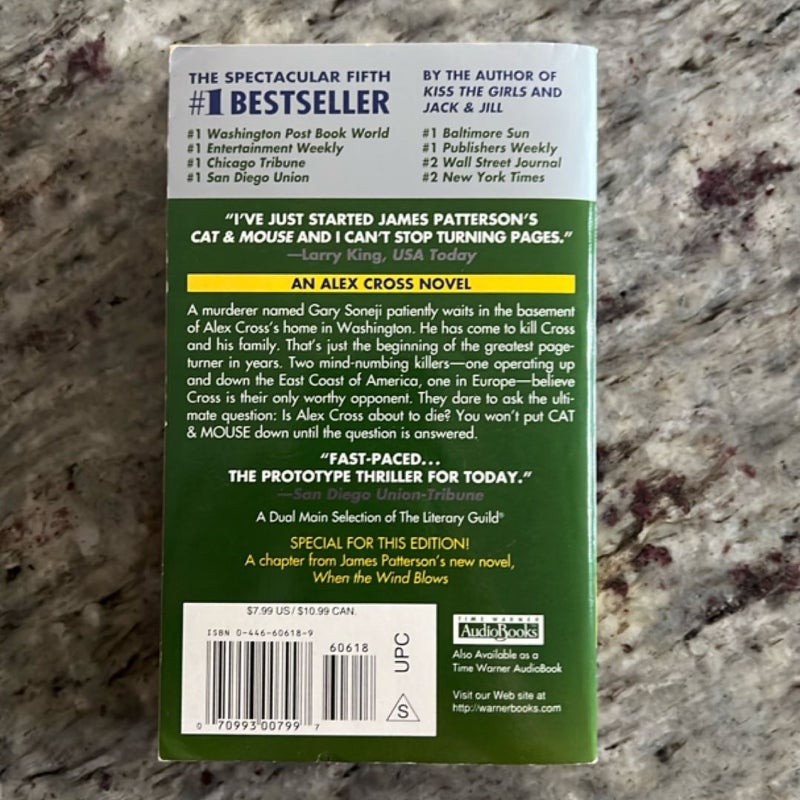 THE SPECTACULAR FIFTH
#1 BESTSELLER
#1 Washington Post Book World
#1 Entertainment Weekly
#1 Chicago Tribune
#1 San Diego Union
BY THE AUTHOR OF
KISS THE GIRLS AND
JACK & JILL
#1 Baltimore Sun
#1 Publishers Weekly
#2 Wall Street Journal
#2 New York Times
“I’VE JUST STARTED JAMES PATTERSON’S
CAT & MOUSE AND I CAN’T STOP TURNING PAGES.”
—Larry King, USA Today
AN ALEX CROSS NOVEL
A murderer named Gary Soneji patiently waits in the basement
of Alex Cross’s home in Washington. He has come to kill Cross
and his family. That’s just the beginning of the greatest page-
turner in years. Two mind-numbing killers—one operating up
and down the East Coast of America, one in Europe—believe
Cross is their only worthy opponent. They dare to ask the ulti-
mate question: Is Alex Cross about to die? You won’t put CAT
& MOUSE down until the question is answered.
“FAST-PACED...
THE PROTOTYPE THRILLER FOR TODAY.”
—San Diego Union-Tribune
A Dual Main Selection of The Literary Guild®
SPECIAL FOR THIS EDITION!
A chapter from James Patterson’s new novel,
When the Wind Blows
$7.99 US / $10.99 CAN.
ISBN 0-446-60618-9
60618
UPC
S
0 70993 00799 7
TIME WARNER
AudioBooks
Also Available as a
Time Warner AudioBook
Visit our Web site at
http://warnerbooks.com